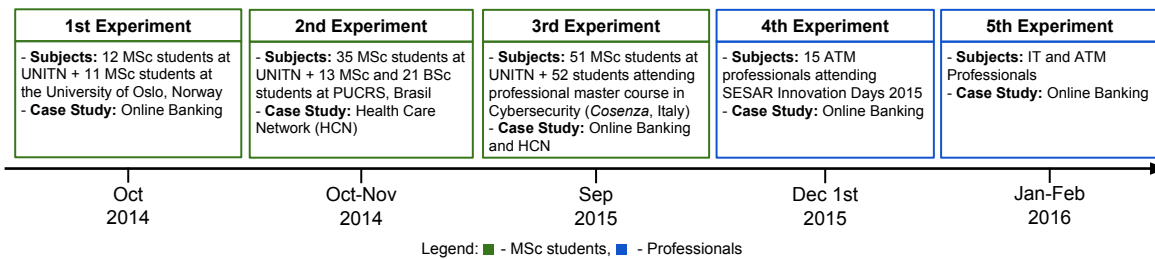 1st Experiment
- Subjects: 12 MSc students at
UNITN + 11 MSc students at
the University of Oslo, Norway
- Case Study: Online Banking
2nd Experiment
- Subjects: 35 MSc students at
UNITN + 13 MSc and 21 BSc
students at PUCRS, Brasil
- Case Study: Health Care
Network (HCN)
3rd Experiment
- Subjects: 51 MSc students at
UNITN + 52 students attending
professional master course in
Cybersecurity (Cosenza, Italy)
- Case Study: Online Banking
and HCN
4th Experiment
- Subjects: 15 ATM
professionals attending
SESAR Innovation Days 2015
- Case Study: Online Banking
5th Experiment
- Subjects: IT and ATM
Professionals
- Case Study: Online Banking
Oct
2014
Oct-Nov
2014
Sep
2015
Dec 1st
2015
Jan-Feb
2016
Legend: - MSc students, - Professionals